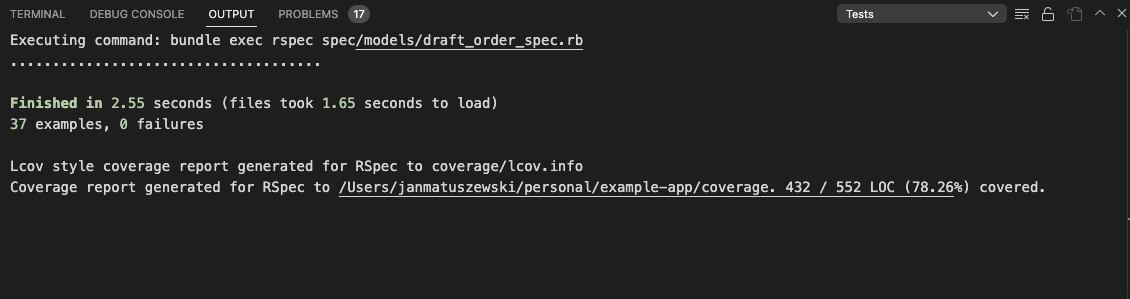 TERMINAL DEBUG CONSOLE OUTPUT PROBLEMS 17 Tests
Executing command: bundle exec rspec spec/models/draft_order_spec.rb
.....................................
Finished in 2.55 seconds (files took 1.65 seconds to load)
37 examples, 0 failures
Lcov style coverage report generated for RSpec to coverage/lcov.info
Coverage report generated for RSpec to /Users/janmatuszewski/personal/example-app/coverage. 432 / 552 LOC (78.26%) covered.